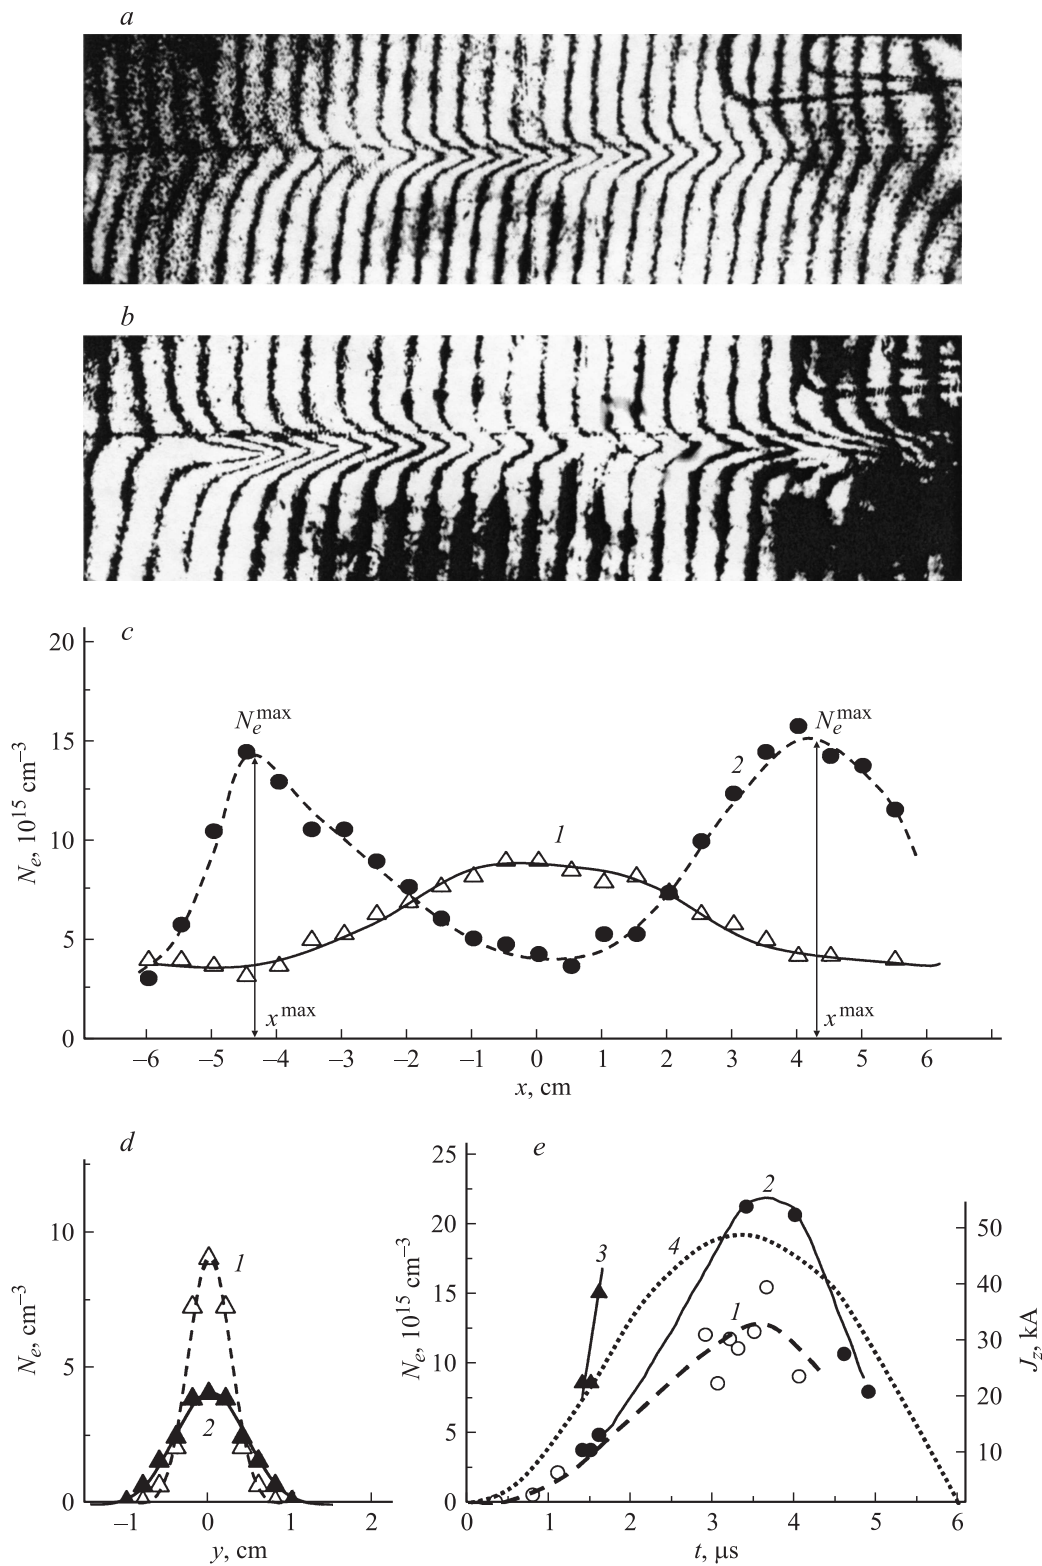 a
b
c
20
15
10
5
0
N_e, 10^15 cm^–3
N_e^max
N_e^max
2
1
x^max
x^max
–6 –5 –4 –3 –2 –1 0 1 2 3 4 5 6
x, cm
d
10
5
0
N_e, cm^–3
1
2
–1 0 1 2
y, cm
e
25
20
15
10
5
0
N_e, 10^15 cm^–3
3
4
2
1
50
40
30
20
10
J_z, kA
0 1 2 3 4 5 6
t, μs